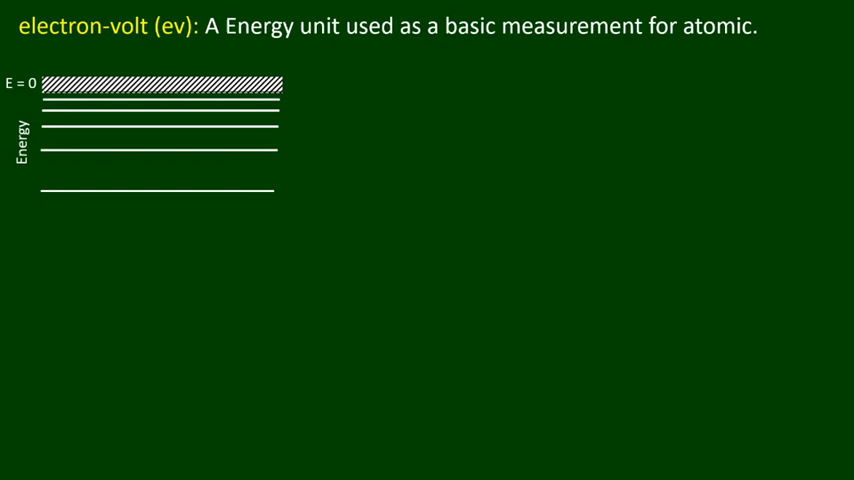 electron-volt (ev): A Energy unit used as a basic measurement for atomic.
E = 0
Energy